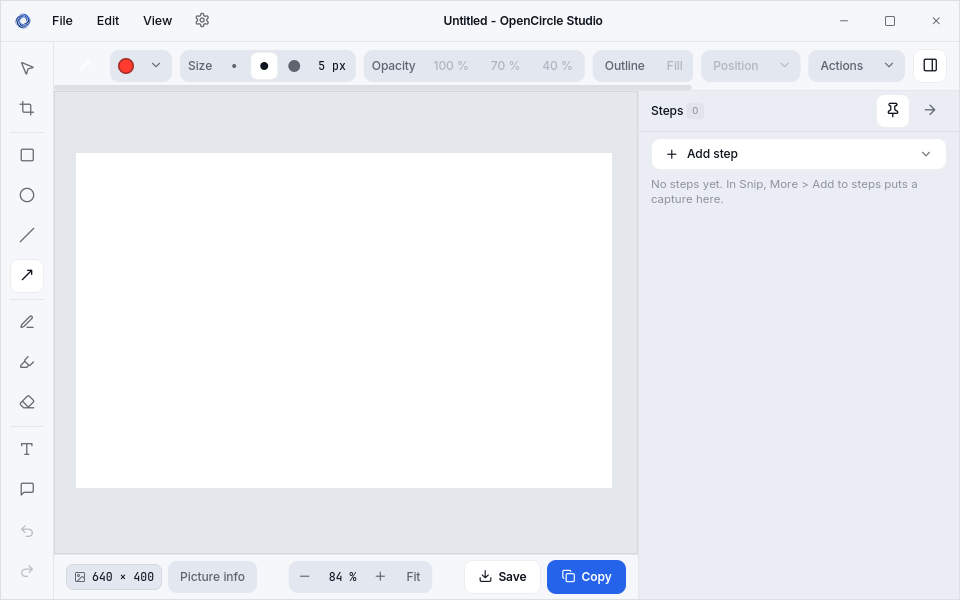 File Edit View Untitled - OpenCircle Studio
Size 5 px Opacity 100 % 70 % 40 % Outline Fill Position Actions
Steps 0
Add step
No steps yet. In Snip, More > Add to steps puts a
capture here.
640 × 400 Picture info 84 % Fit Save Copy